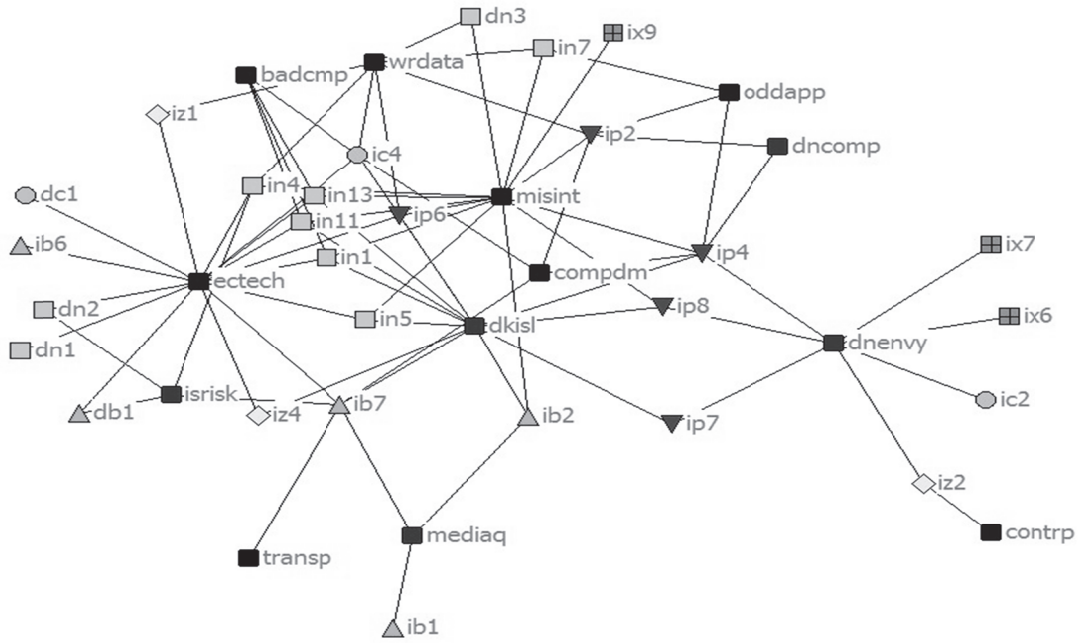 dn3
ix9
in7
wrdata
badcmp
oddapp
iz1
ip2
dncomp
ic4
in4
in13
misint
dc1
in11
ip6
ib6
in1
compdm
ip4
ix7
ectech
dn2
in5
dkisl
ip8
ix6
dn1
dnenvy
isrisk
db1
iz4
ib7
ib2
ip7
ic2
iz2
mediaq
contrp
transp
ib1